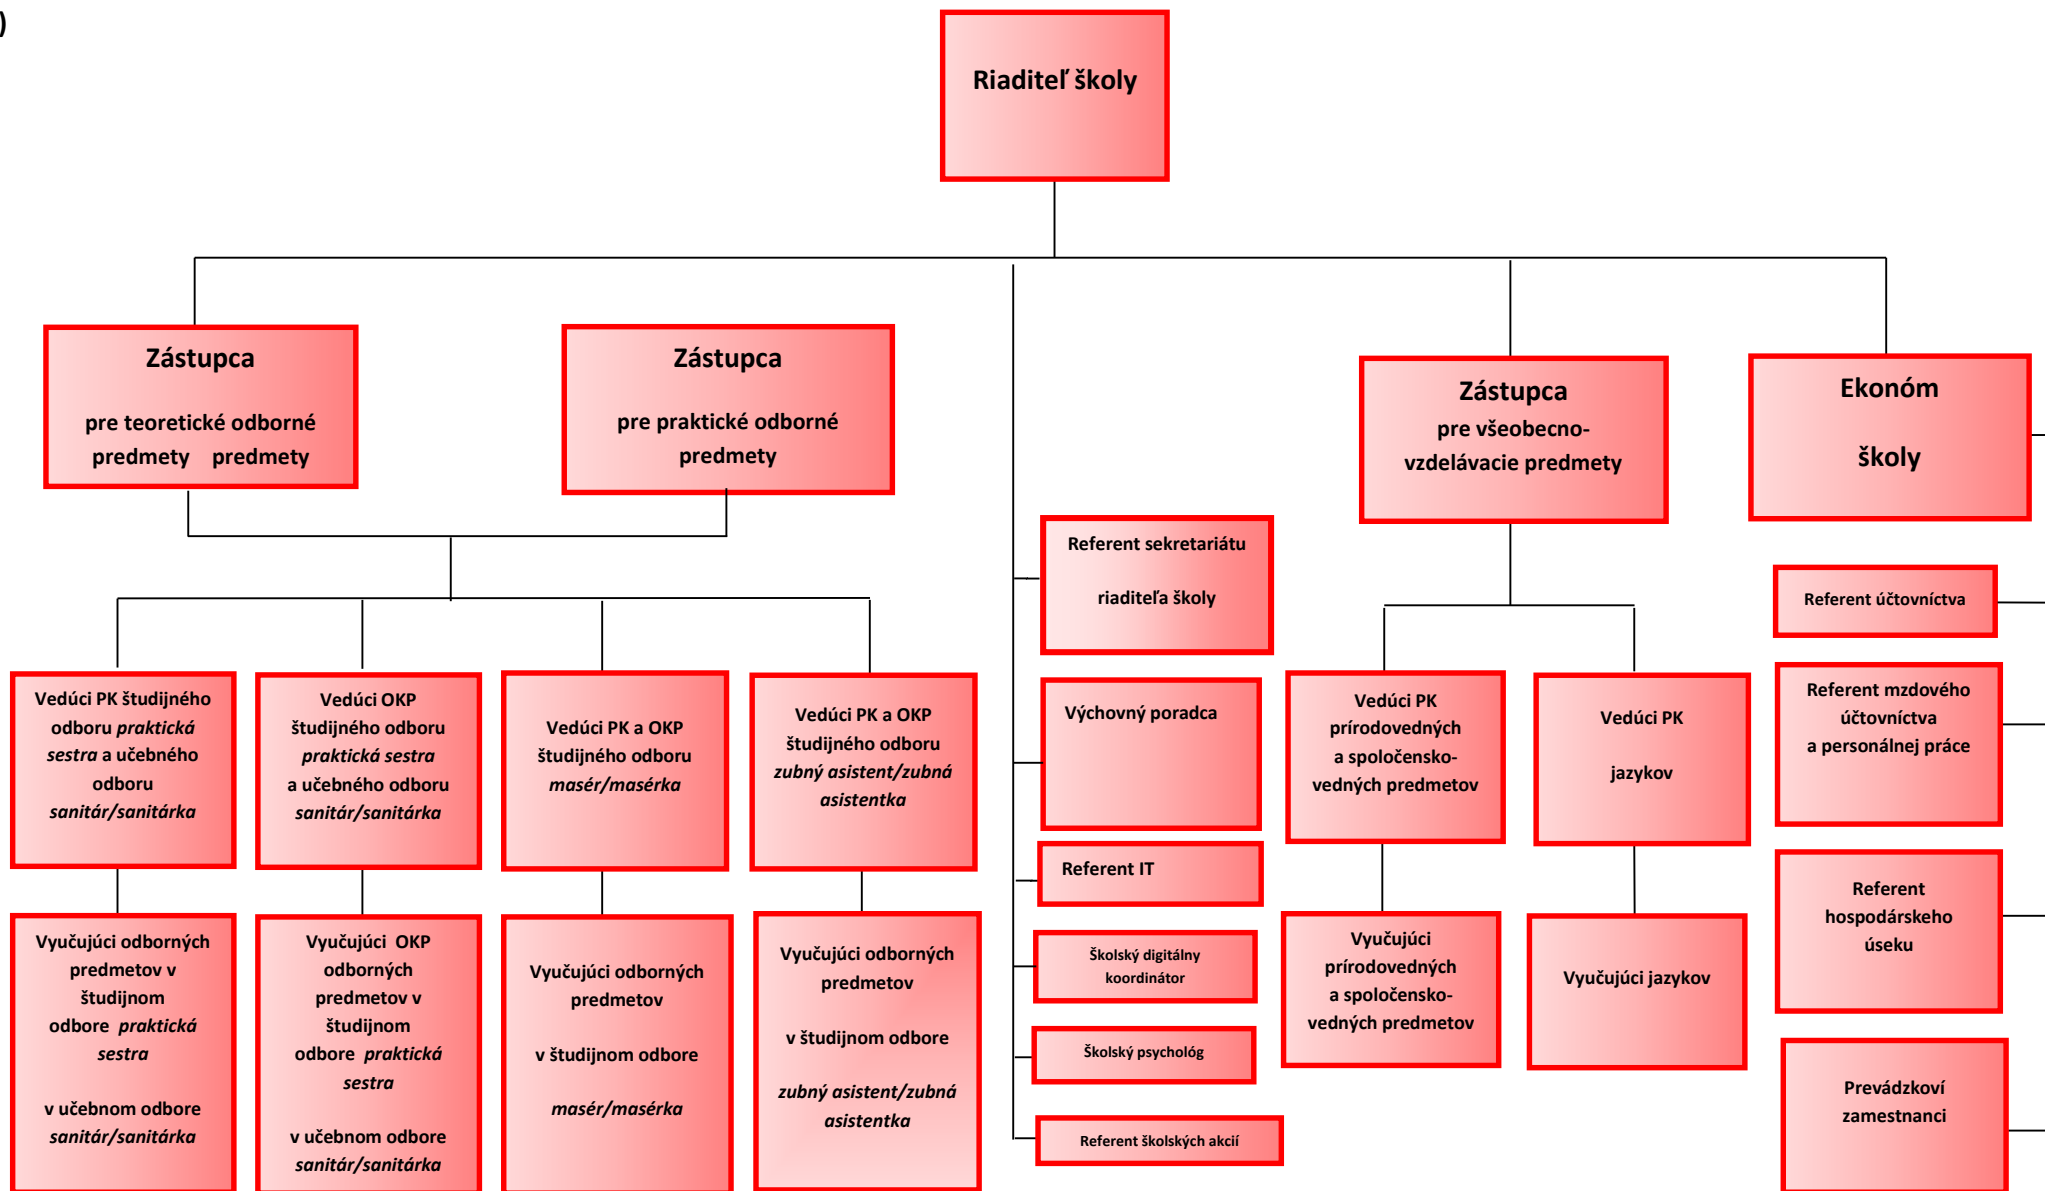 )
Riaditeľ školy
Zástupca
pre teoretické odborné
predmety predmety
Zástupca
pre praktické odborné
predmety
Zástupca
pre všeobecno-
vzdelávacie predmety
Ekonóm
školy
Referent sekretariátu
riaditeľa školy
Výchovný poradca
Referent IT
Školský digitálny
koordinátor
Školský psychológ
Referent školských akcií
Referent účtovníctva
Referent mzdového
účtovníctva
a personálnej práce
Referent
hospodárskeho
úseku
Prevádzkoví
zamestnanci
Vedúci PK študijného
odboru praktická
sestra a učebného
odboru
sanitár/sanitárka
Vedúci OKP
študijného odboru
praktická sestra
a učebného odboru
sanitár/sanitárka
Vedúci PK a OKP
študijného odboru
masér/masérka
Vedúci PK a OKP
študijného odboru
zubný asistent/zubná
asistentka
Vedúci PK
prírodovedných
a spoločensko-
vedných predmetov
Vedúci PK
jazykov
Vyučujúci odborných
predmetov v
študijnom
odbore praktická
sestra
v učebnom odbore
sanitár/sanitárka
Vyučujúci OKP
odborných
predmetov v
študijnom
odbore praktická
sestra
v učebnom odbore
sanitár/sanitárka
Vyučujúci odborných
predmetov
v študijnom odbore
masér/masérka
Vyučujúci odborných
predmetov
v študijnom odbore
zubný asistent/zubná
asistentka
Vyučujúci
prírodovedných
a spoločensko-
vedných predmetov
Vyučujúci jazykov